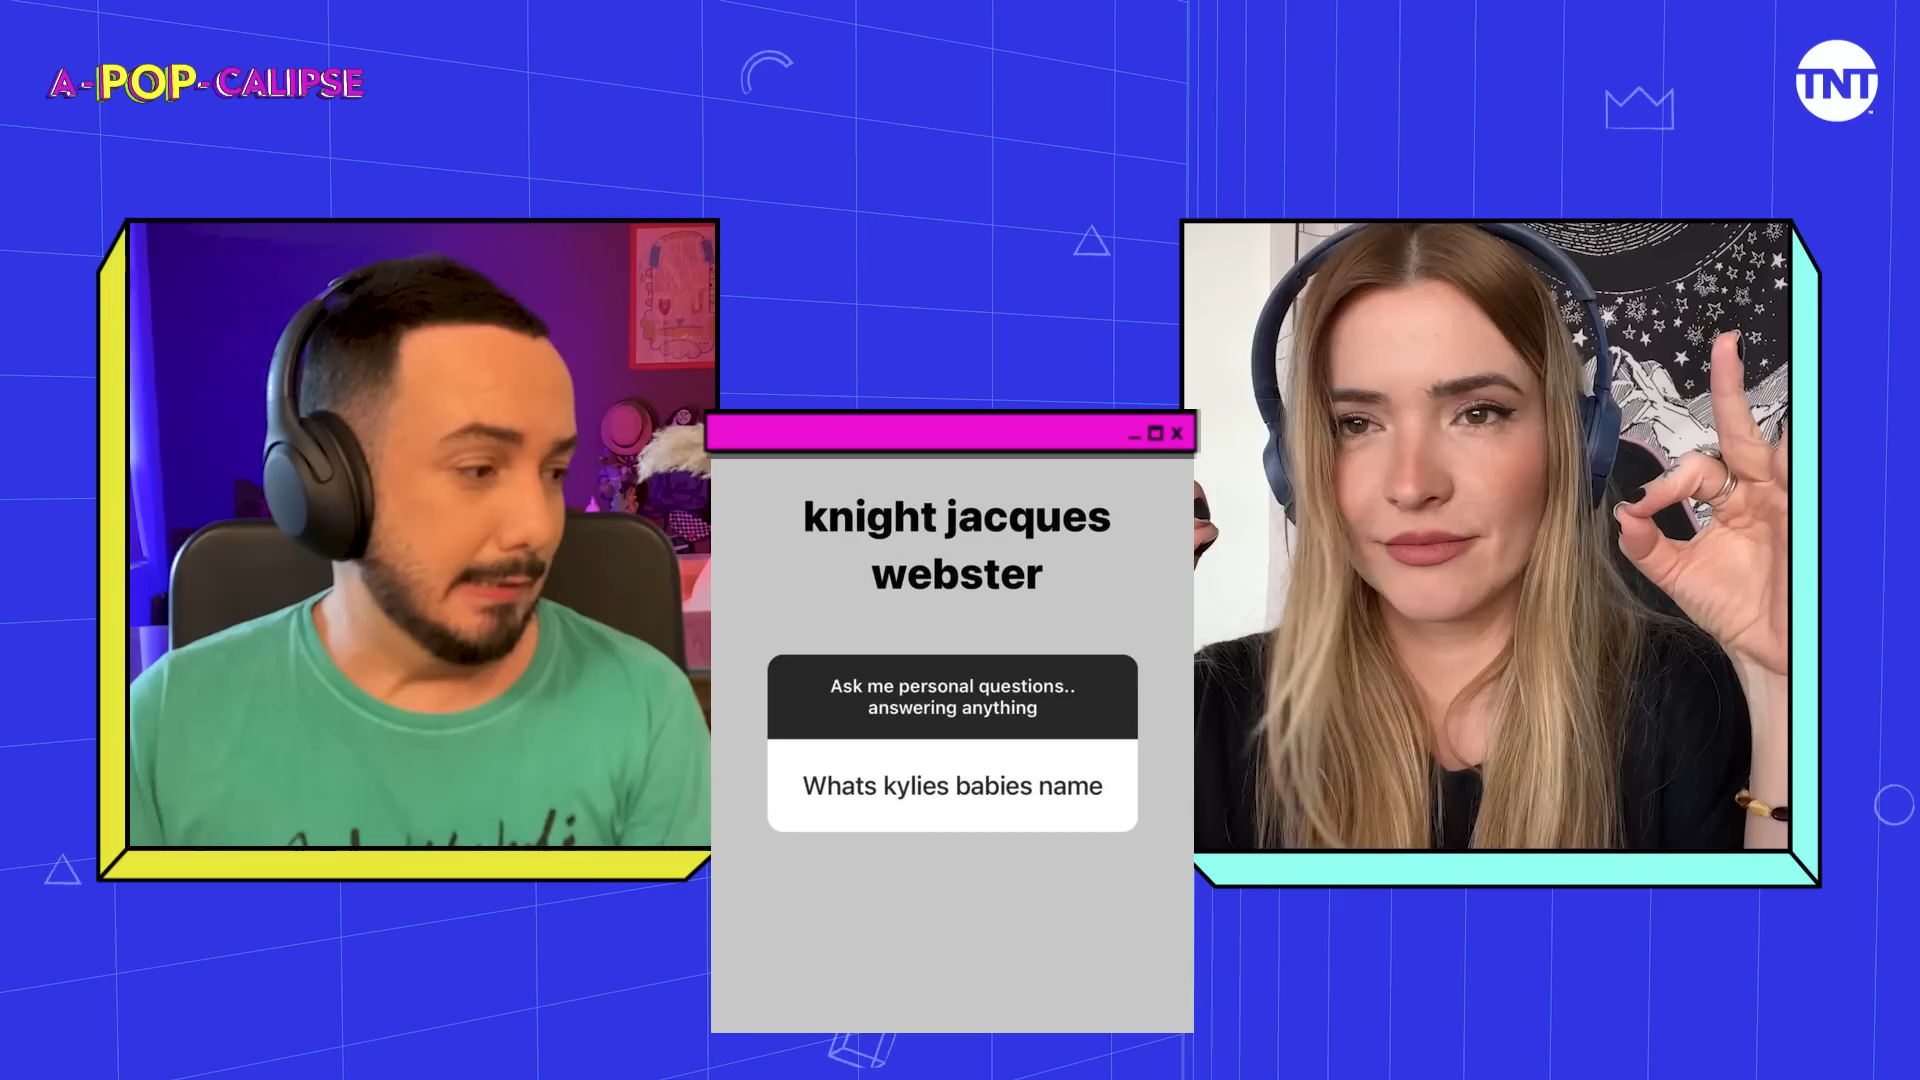 A-POP-CALIPSE
TNT
knight jacques
webster
Ask me personal questions..
answering anything
Whats kylies babies name